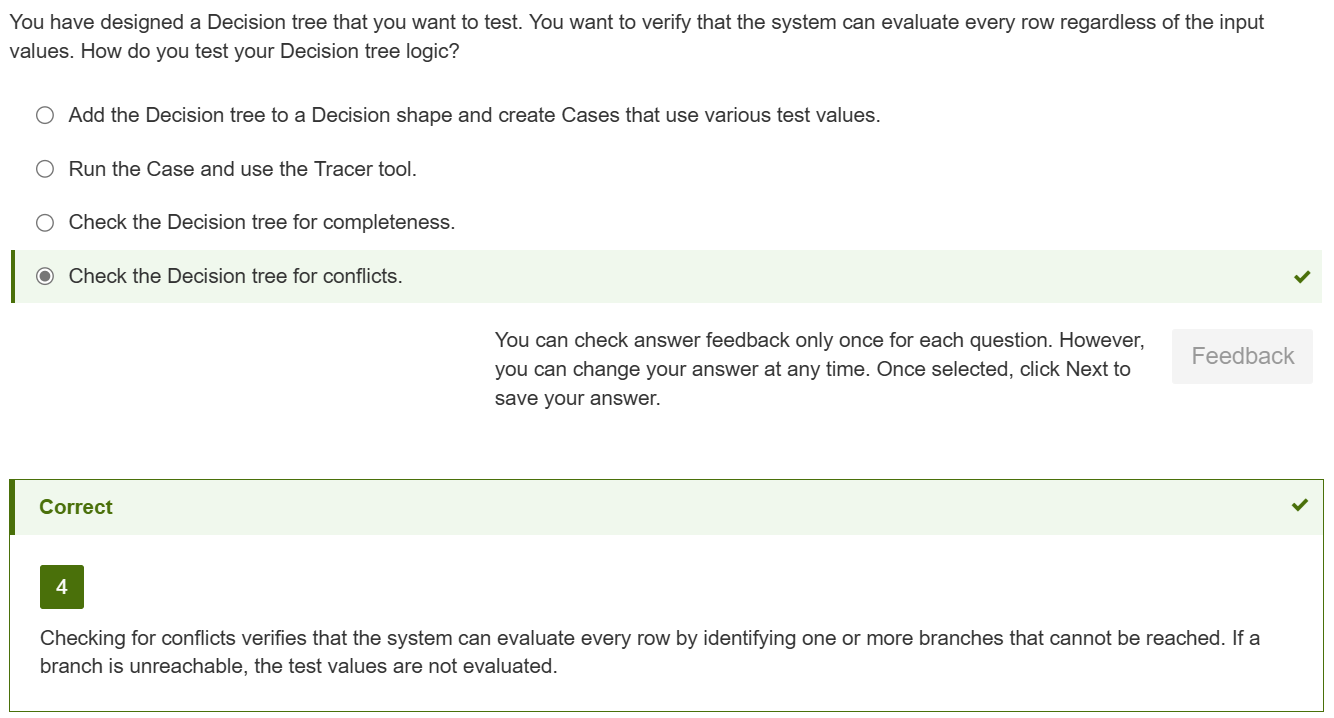 You have designed a Decision tree that you want to test. You want to verify that the system can evaluate every row regardless of the input
values. How do you test your Decision tree logic?
Add the Decision tree to a Decision shape and create Cases that use various test values.
Run the Case and use the Tracer tool.
Check the Decision tree for completeness.
Check the Decision tree for conflicts.
You can check answer feedback only once for each question. However,
you can change your answer at any time. Once selected, click Next to
save your answer.
Feedback
Correct
4
Checking for conflicts verifies that the system can evaluate every row by identifying one or more branches that cannot be reached. If a
branch is unreachable, the test values are not evaluated.